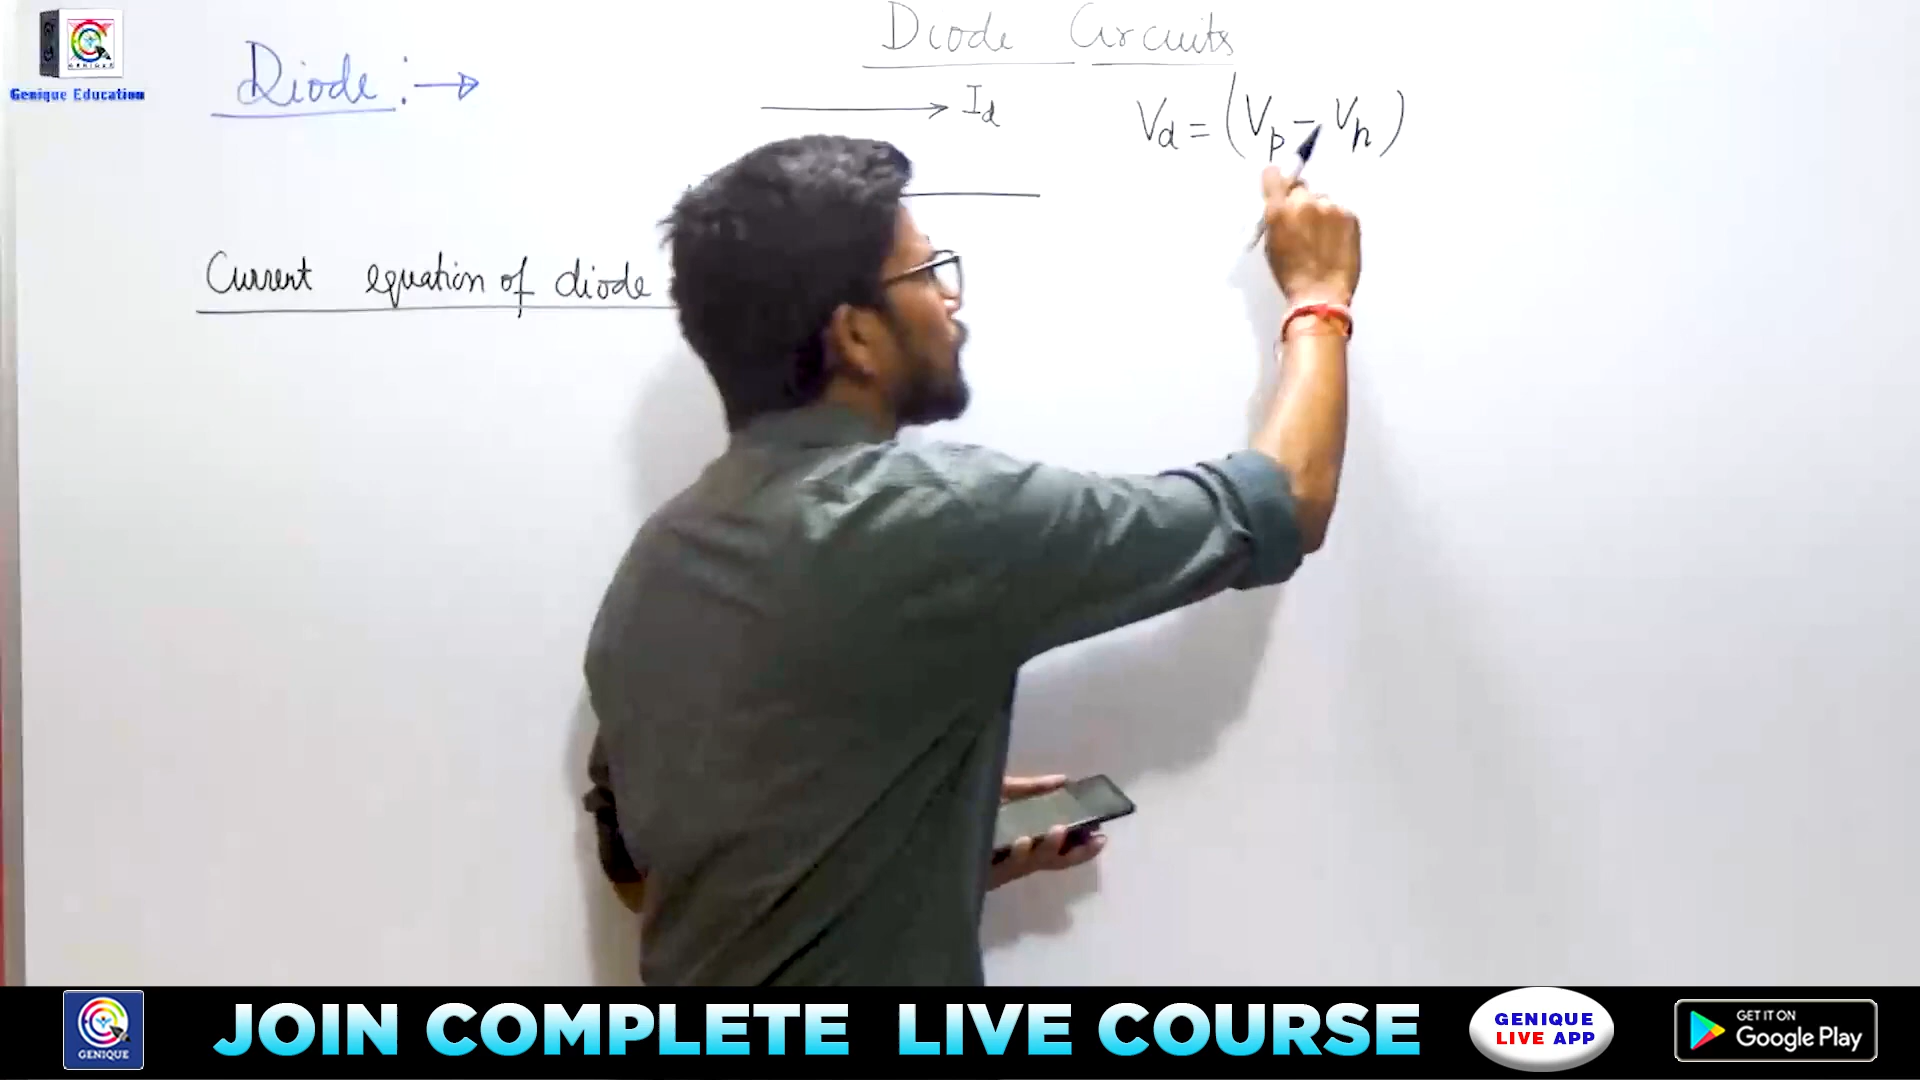 Genique Education
Diode Circuits
Diode:→
→ Id
Vd = (Vp - Vn)
Current equation of diode
GENIQUE
JOIN COMPLETE LIVE COURSE
GENIQUE
LIVE APP
GET IT ON
Google Play